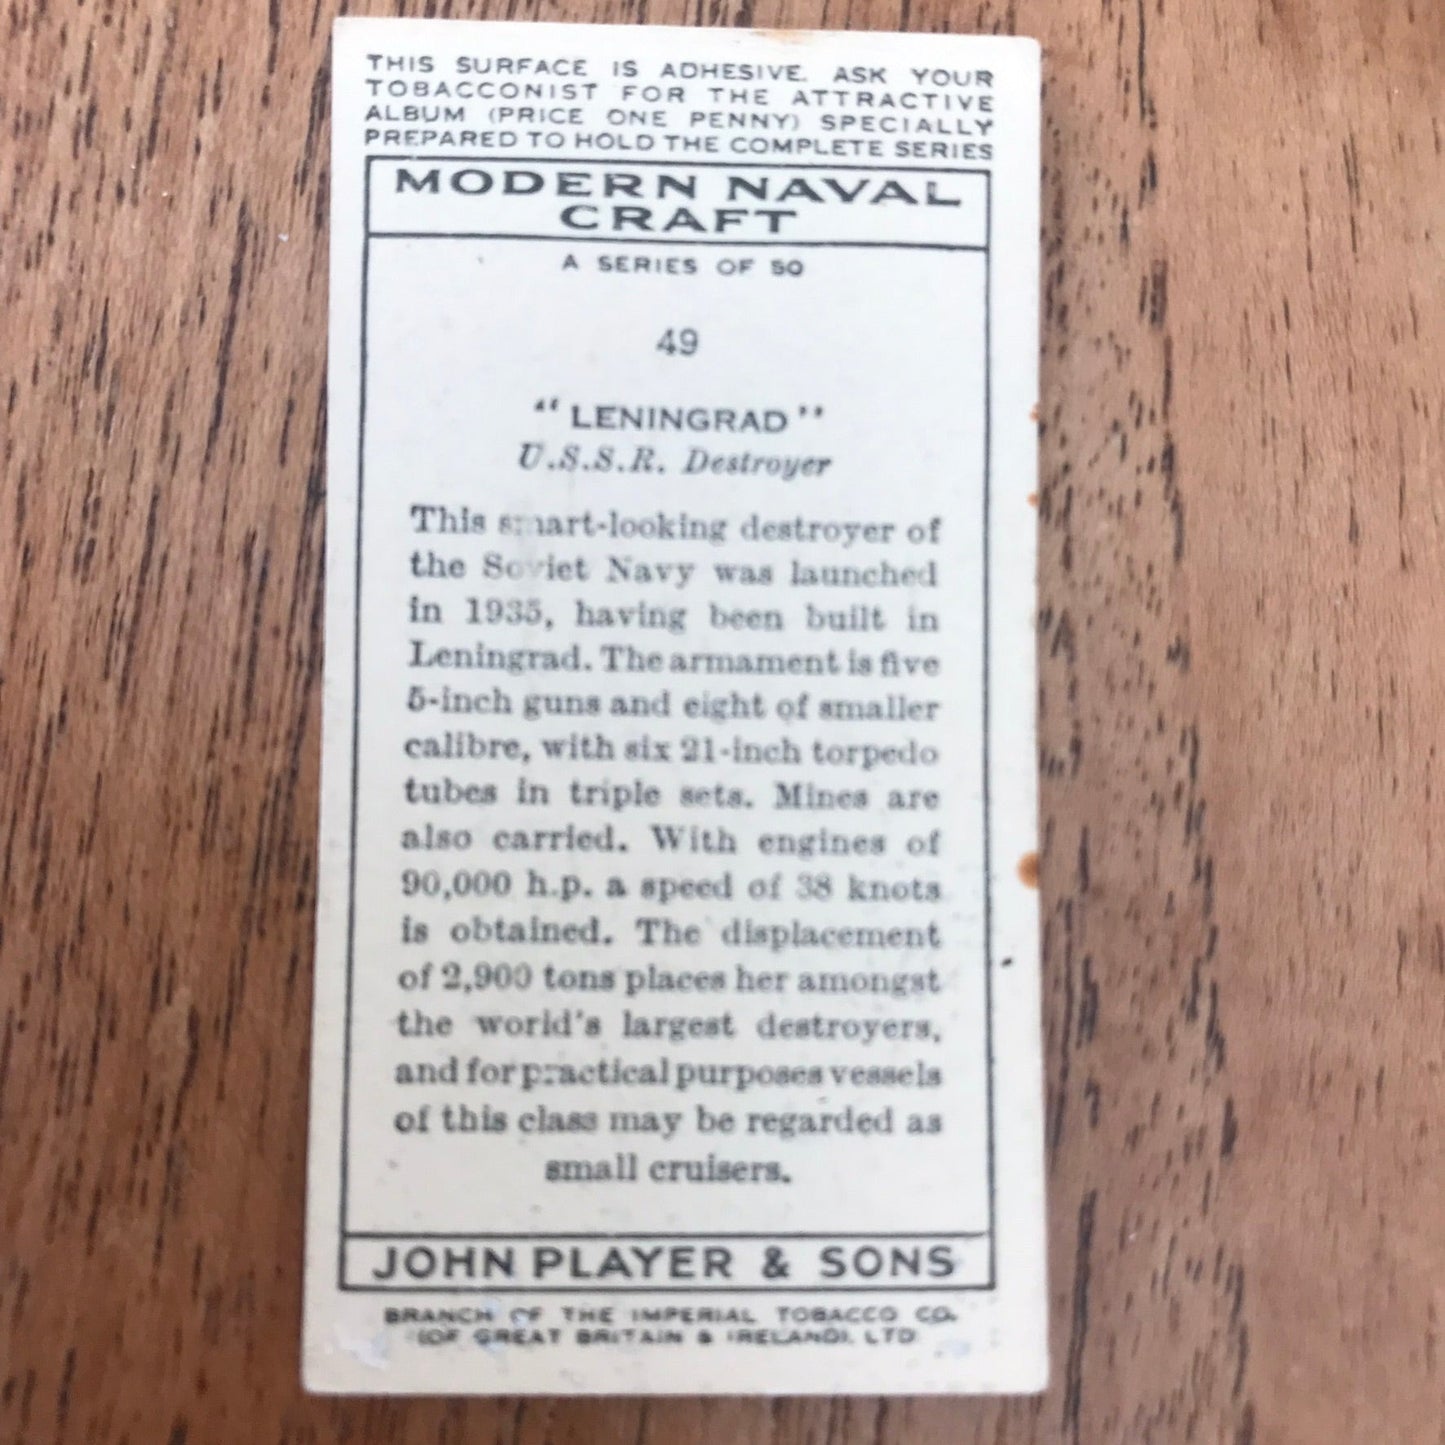 THIS SURFACE IS ADHESIVE. ASK YOUR
TOBACCONIST FOR THE ATTRACTIVE
ALBUM (PRICE ONE PENNY) SPECIALLY
PREPARED TO HOLD THE COMPLETE SERIES
MODERN NAVAL
CRAFT
A SERIES OF 50
49
"LENINGRAD"
U.S.S.R. Destroyer
This smart-looking destroyer of
the Soviet Navy was launched
in 1935, having been built in
Leningrad. The armament is five
5-inch guns and eight of smaller
calibre, with six 21-inch torpedo
tubes in triple sets. Mines are
also carried. With engines of
90,000 h.p. a speed of 38 knots
is obtained. The displacement
of 2,900 tons places her amongst
the world's largest destroyers,
and for practical purposes vessels
of this class may be regarded as
small cruisers.
JOHN PLAYER & SONS
BRANCH OF THE IMPERIAL TOBACCO CO.
(OF GREAT BRITAIN & IRELAND), LTD